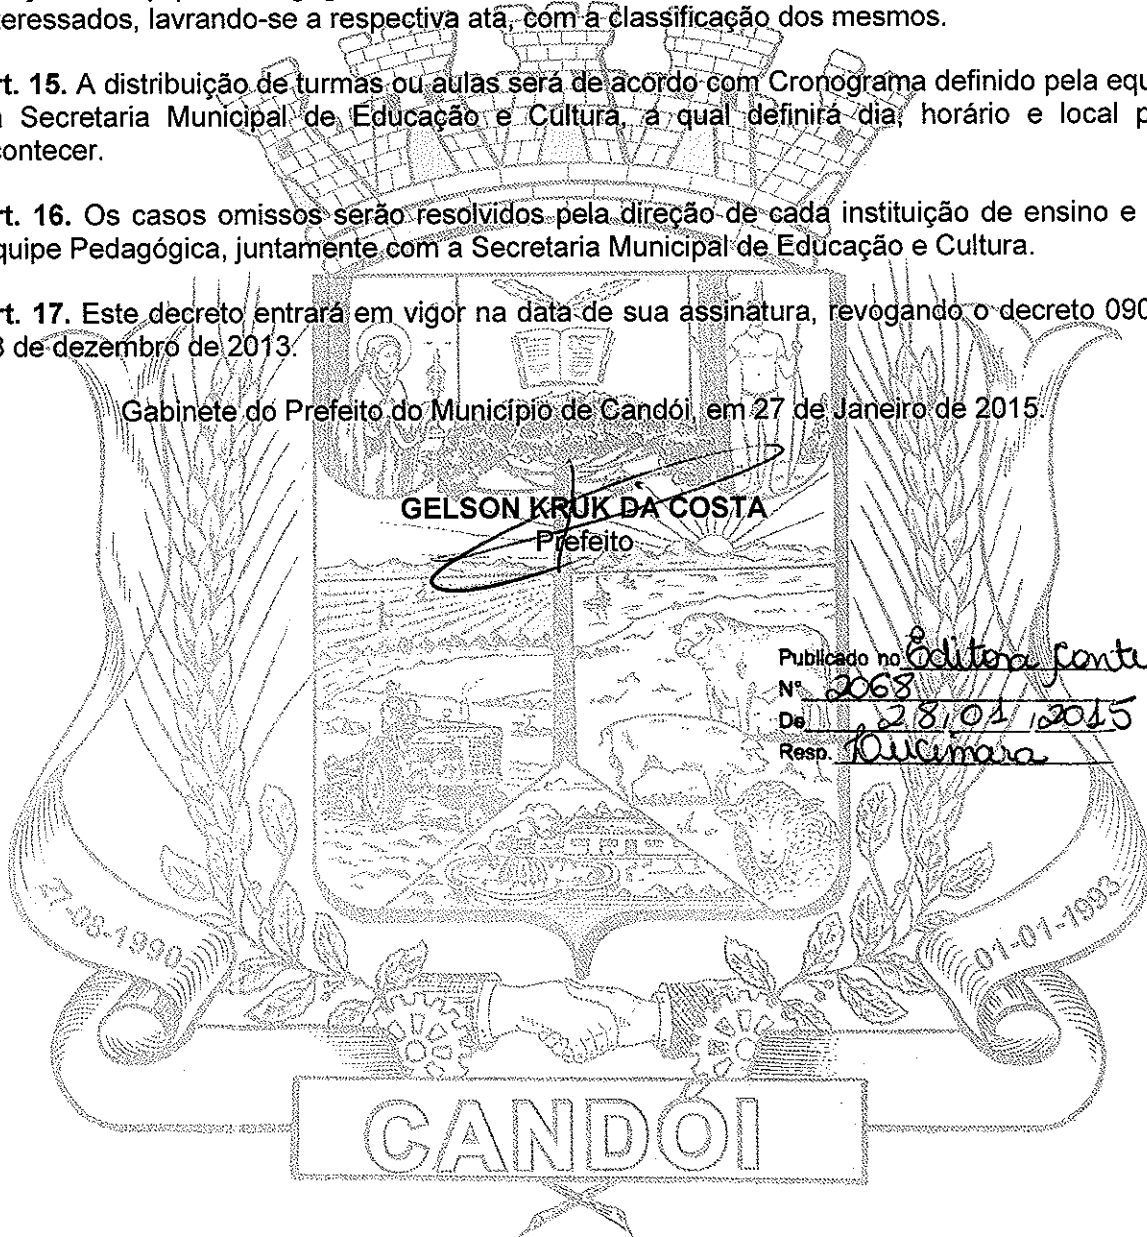 teressados, lavrando-se a respectiva ata, com a classificação dos mesmos.
rt. 15. A distribuição de turmas ou aulas será de acordo com Cronograma definido pela equ
a Secretaria Municipal de Educação e Cultura, a qual definirá dia, horário e local p
contecer.
rt. 16. Os casos omissos serão resolvidos pela direção de cada instituição de ensino e
quipe Pedagógica, juntamente com a Secretaria Municipal de Educação e Cultura.
rt. 17. Este decreto entrará em vigor na data de sua assinatura, revogando o decreto 090
3 de dezembro de 2013.
Gabinete do Prefeito do Município de Candói, em 27 de Janeiro de 2015.
GELSON KRUK DA COSTA
Prefeito
Publicado no Editora Jonte
Nº 2068
De 28/01/2015
Resp. Lucimara
27-08-1990
01-01-1993
CANDÓI